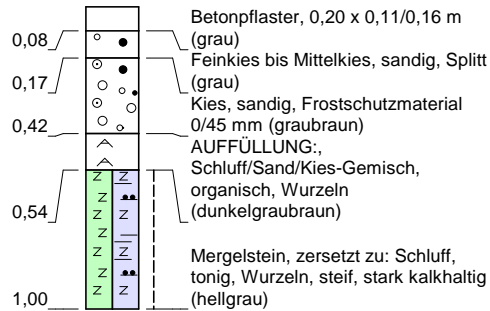 Betonpflaster, 0,20 x 0,11/0,16 m
0,08 (grau)
Feinkies bis Mittelkies, sandig, Splitt
0,17 (grau)
Kies, sandig, Frostschutzmaterial
0,42 0/45 mm (graubraun)
AUFFÜLLUNG:,
Schluff/Sand/Kies-Gemisch,
organisch, Wurzeln
0,54 (dunkelgraubraun)
Mergelstein, zersetzt zu: Schluff,
tonig, Wurzeln, steif, stark kalkhaltig
1,00 (hellgrau)